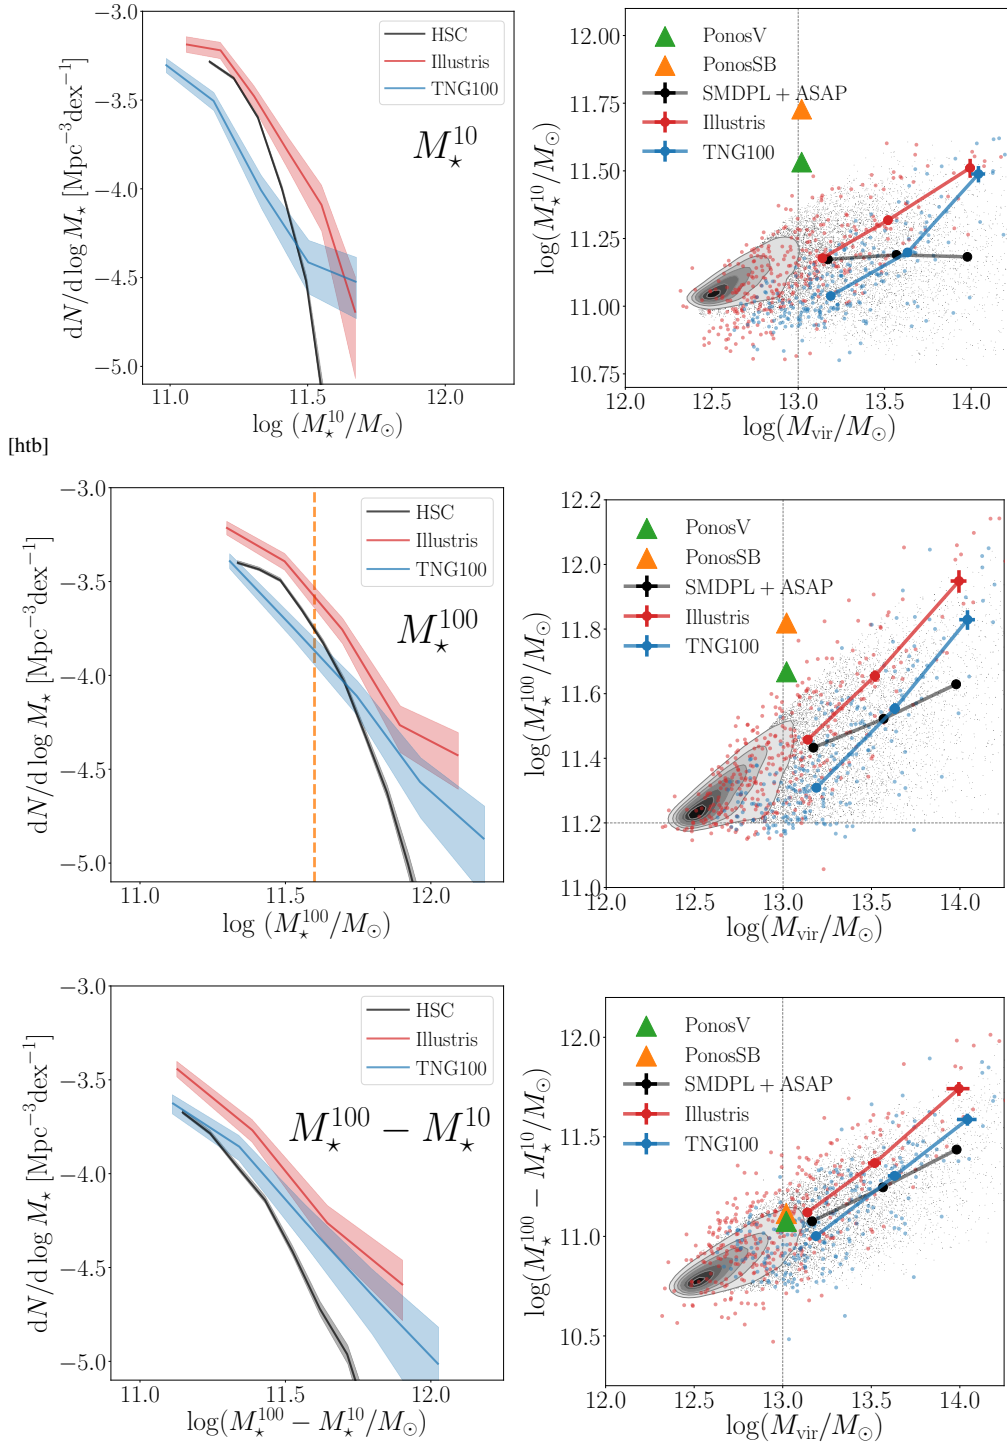 −3.0
−3.5
−4.0
−4.5
−5.0
dN/d log M⋆ [Mpc⁻³dex⁻¹]
HSC
Illustris
TNG100
M⋆¹⁰
11.0 11.5 12.0
log (M⋆¹⁰/M⊙)
12.00
11.75
11.50
11.25
11.00
10.75
log(M⋆¹⁰/M⊙)
PonosV
PonosSB
SMDPL + ASAP
Illustris
TNG100
12.0 12.5 13.0 13.5 14.0
log(Mvir/M⊙)
[htb]
−3.0
−3.5
−4.0
−4.5
−5.0
dN/d log M⋆ [Mpc⁻³dex⁻¹]
HSC
Illustris
TNG100
M⋆¹⁰⁰
11.0 11.5 12.0
log (M⋆¹⁰⁰/M⊙)
12.2
12.0
11.8
11.6
11.4
11.2
11.0
log(M⋆¹⁰⁰/M⊙)
PonosV
PonosSB
SMDPL + ASAP
Illustris
TNG100
12.0 12.5 13.0 13.5 14.0
log(Mvir/M⊙)
−3.0
−3.5
−4.0
−4.5
−5.0
dN/d log M⋆ [Mpc⁻³dex⁻¹]
HSC
Illustris
TNG100
M⋆¹⁰⁰ − M⋆¹⁰
11.0 11.5 12.0
log(M⋆¹⁰⁰ − M⋆¹⁰/M⊙)
12.0
11.5
11.0
10.5
log(M⋆¹⁰⁰ − M⋆¹⁰/M⊙)
PonosV
PonosSB
SMDPL + ASAP
Illustris
TNG100
12.0 12.5 13.0 13.5 14.0
log(Mvir/M⊙)